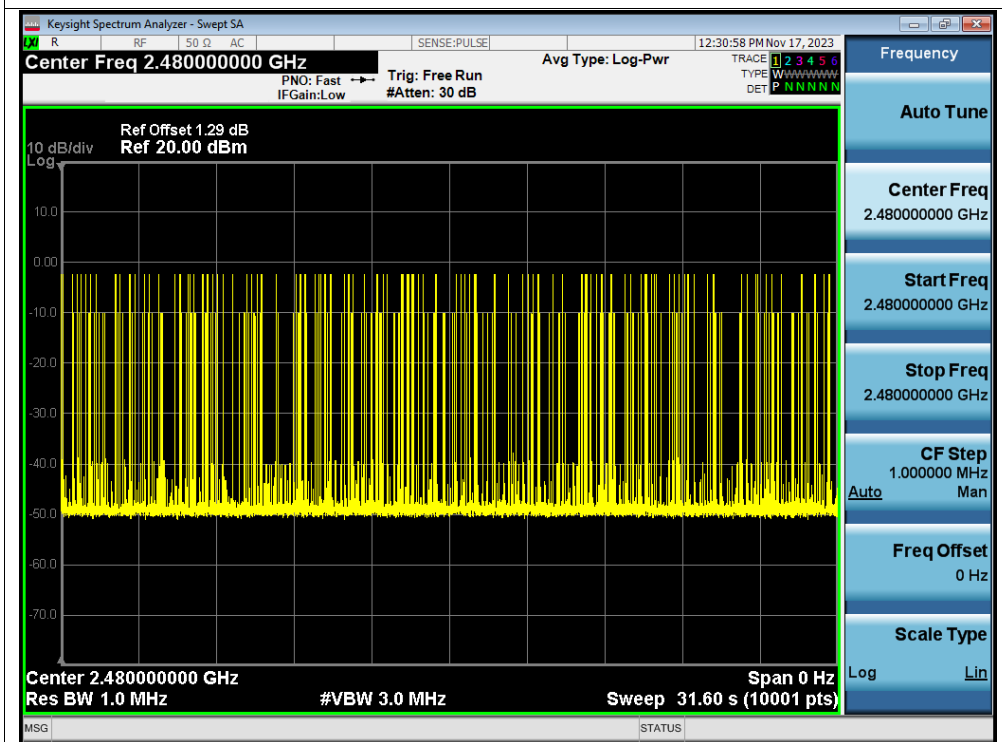 Keysight Spectrum Analyzer - Swept SA
LXI R RF 50 Ω AC SENSE:PULSE 12:30:58 PM Nov 17, 2023
Center Freq 2.480000000 GHz
PNO: Fast
IFGain:Low
Trig: Free Run
#Atten: 30 dB
Avg Type: Log-Pwr
TRACE 1 2 3 4 5 6
TYPE WWWWWW
DET P N N N N N
Ref Offset 1.29 dB
10 dB/div Ref 20.00 dBm
Log
10.0
0.00
-10.0
-20.0
-30.0
-40.0
-50.0
-60.0
-70.0
Center 2.480000000 GHz Span 0 Hz
Res BW 1.0 MHz #VBW 3.0 MHz Sweep 31.60 s (10001 pts)
MSG STATUS
Frequency
Auto Tune
Center Freq
2.480000000 GHz
Start Freq
2.480000000 GHz
Stop Freq
2.480000000 GHz
CF Step
1.000000 MHz
Auto Man
Freq Offset
0 Hz
Scale Type
Log Lin